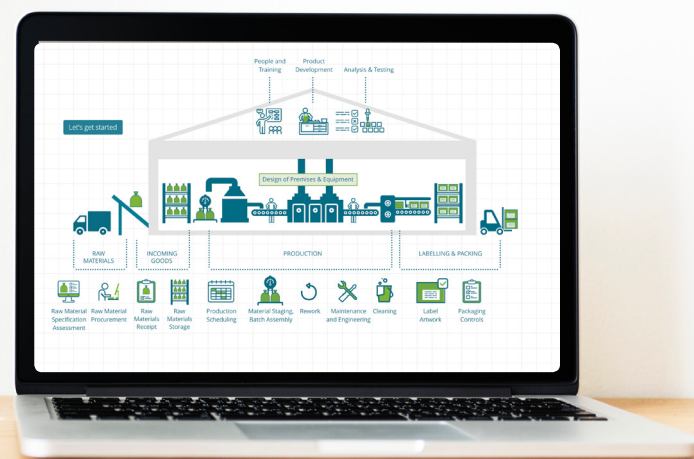 People and
Training
Product
Development
Analysis & Testing
Let's get started
Design of Premises & Equipment
RAW
MATERIALS
INCOMING
GOODS
PRODUCTION
LABELLING & PACKING
Raw Material
Specification
Assessment
Raw Material
Procurement
Raw
Materials
Receipt
Raw
Materials
Storage
Production
Scheduling
Material Staging,
Batch Assembly
Rework
Maintenance
and Engineering
Cleaning
Label
Artwork
Packaging
Controls